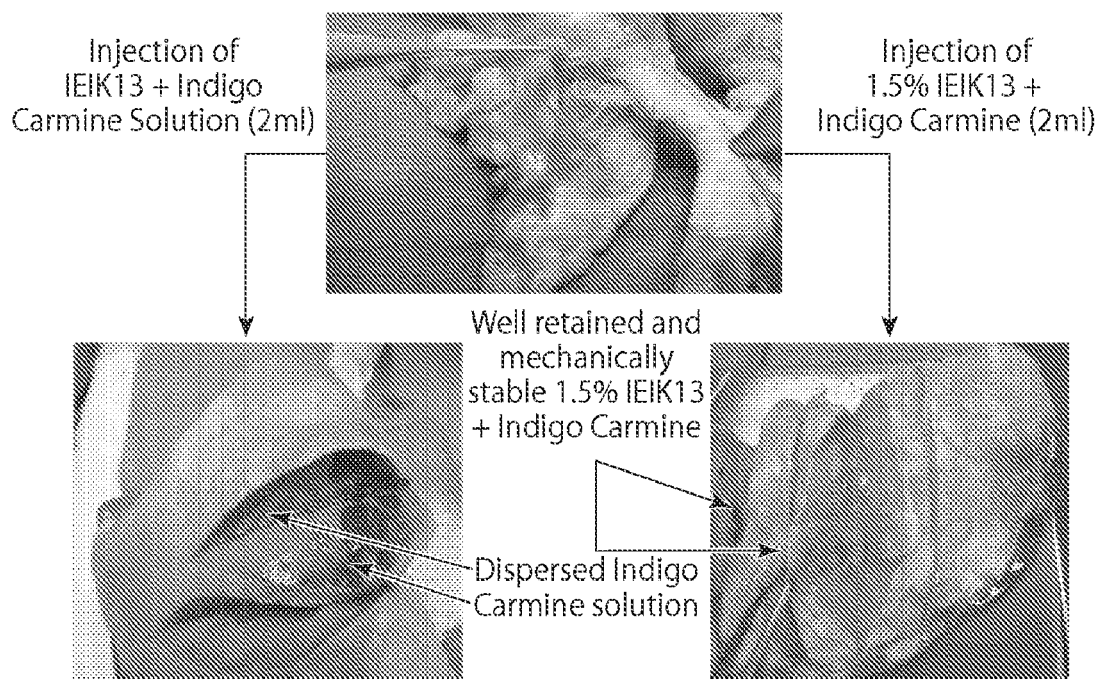 Injection of
IEIK13 + Indigo
Carmine Solution (2ml)
Injection of
1.5% IEIK13 +
Indigo Carmine (2ml)
Well retained and
mechanically
stable 1.5% IEIK13
+ Indigo Carmine
Dispersed Indigo
Carmine solution